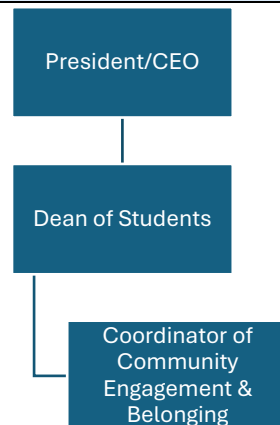 President/CEO
Dean of Students
Coordinator of
Community
Engagement &
Belonging